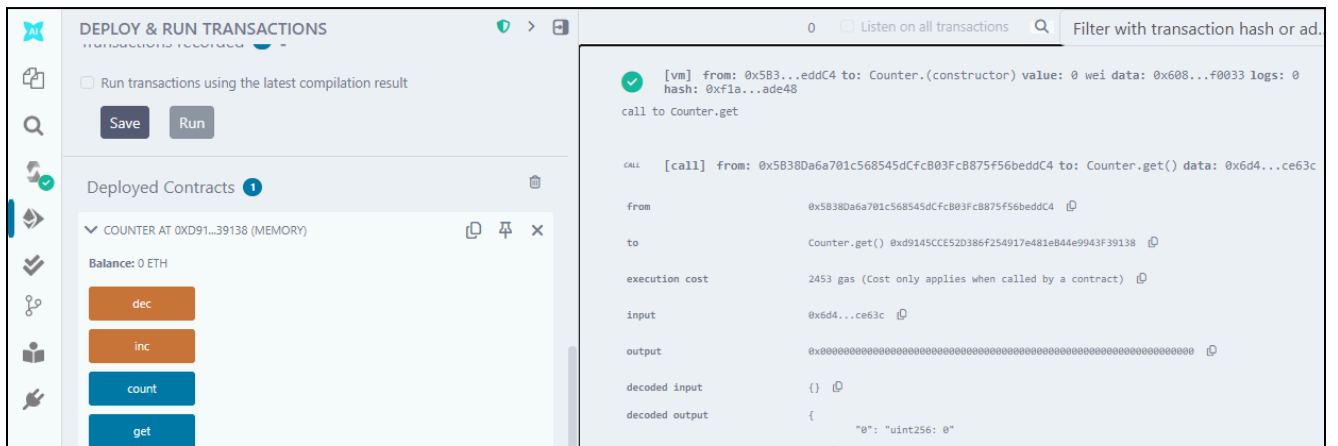 AI
DEPLOY & RUN TRANSACTIONS
Transactions recorded
Run transactions using the latest compilation result
Save
Run
Deployed Contracts 1
COUNTER AT 0XD91...39138 (MEMORY)
Balance: 0 ETH
dec
inc
count
get
0
Listen on all transactions
Filter with transaction hash or ad..
[vm] from: 0x5B3...eddC4 to: Counter.(constructor) value: 0 wei data: 0x608...f0033 logs: 0
hash: 0xf1a...ade48
call to Counter.get
CALL [call] from: 0x5B38Da6a701c568545dCfcB03FcB875f56beddC4 to: Counter.get() data: 0x6d4...ce63c
from 0x5B38Da6a701c568545dCfcB03FcB875f56beddC4
to Counter.get() 0xd9145CCE52D386f254917e481eB44e9943F39138
execution cost 2453 gas (Cost only applies when called by a contract)
input 0x6d4...ce63c
output 0x0000000000000000000000000000000000000000000000000000000000000000
decoded input {}
decoded output {
"0": "uint256: 0"